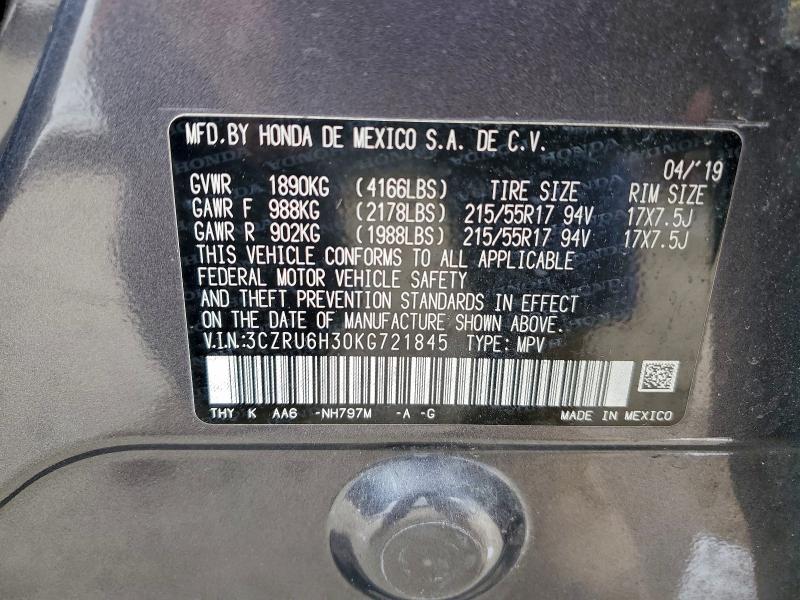 MFD.BY HONDA DE MEXICO S.A. DE C.V.
04/'19
GVWR 1890KG (4166LBS) TIRE SIZE RIM SIZE
GAWR F 988KG (2178LBS) 215/55R17 94V 17X7.5J
GAWR R 902KG (1988LBS) 215/55R17 94V 17X7.5J
THIS VEHICLE CONFORMS TO ALL APPLICABLE
FEDERAL MOTOR VEHICLE SAFETY
AND THEFT PREVENTION STANDARDS IN EFFECT
ON THE DATE OF MANUFACTURE SHOWN ABOVE.
V.IN:3CZRU6H30KG721845 TYPE: MPV
THY K AA6 -NH797M -A -G MADE IN MEXICO